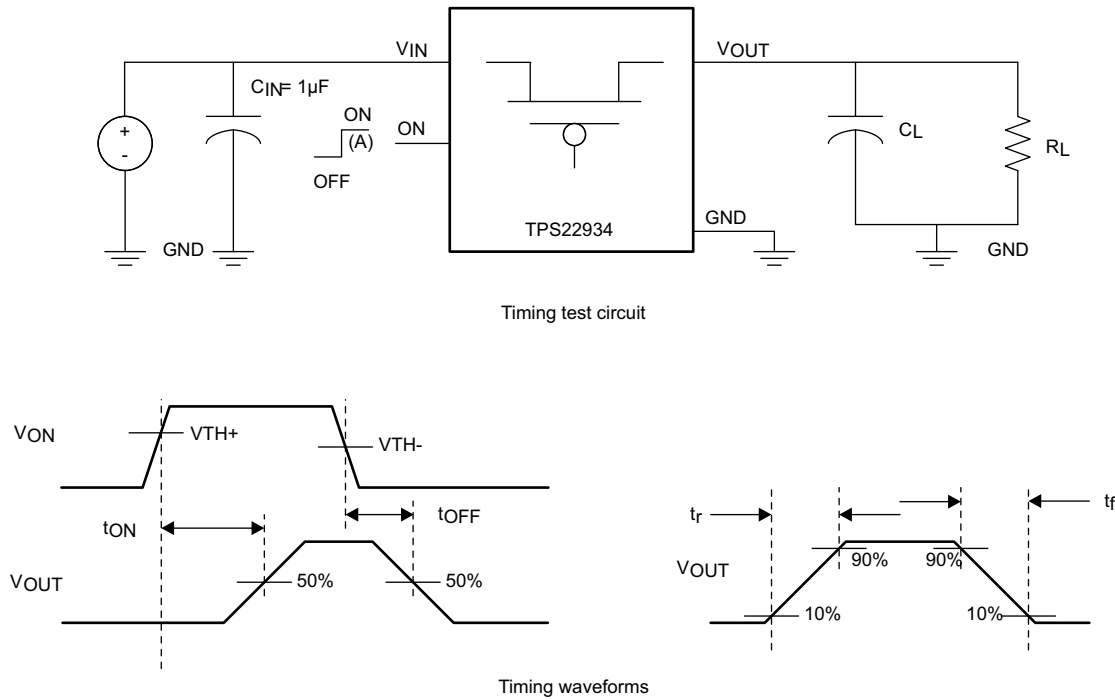 VIN
VOUT
CIN= 1µF
+
-
ON
(A)
OFF
ON
CL
RL
TPS22934
GND
GND
GND
Timing test circuit
VON
VTH+
VTH-
tON
tOFF
VOUT
50%
50%
tr
tf
VOUT
90%
90%
10%
10%
Timing waveforms